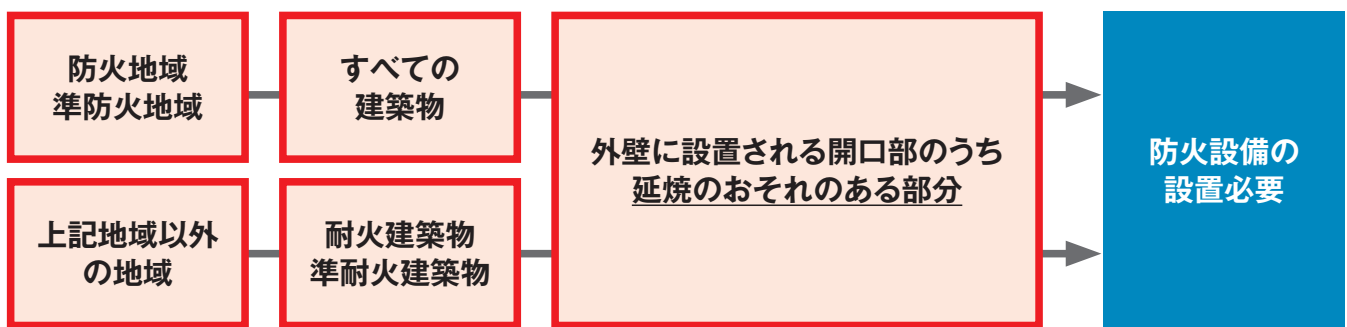 防火地域
準防火地域
すべての
建築物
上記地域以外
の地域
耐火建築物
準耐火建築物
外壁に設置される開口部のうち
延焼のおそれのある部分
防火設備の
設置必要